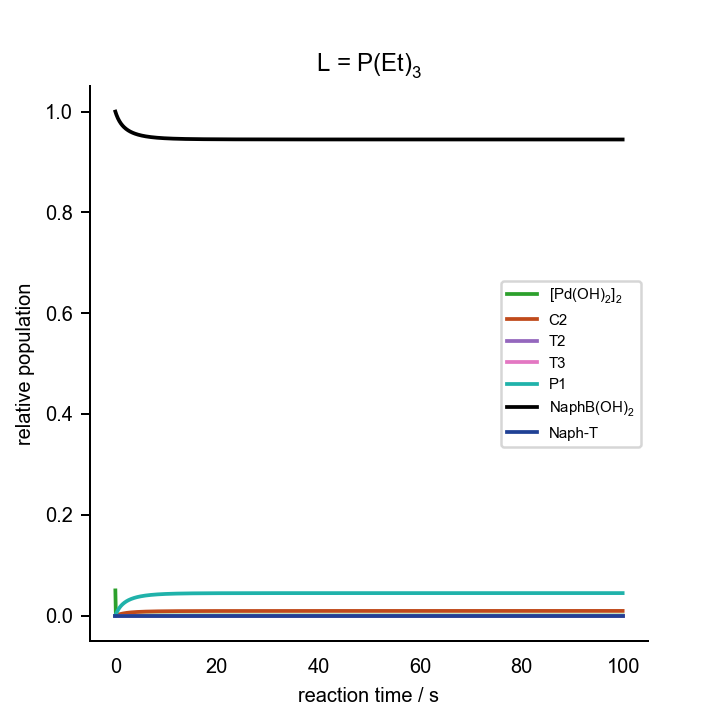 L = P(Et)₃
relative population
1.0
0.8
0.6
0.4
0.2
0.0
[Pd(OH)₂]₂
C2
T2
T3
P1
NaphB(OH)₂
Naph-T
0 20 40 60 80 100
reaction time / s